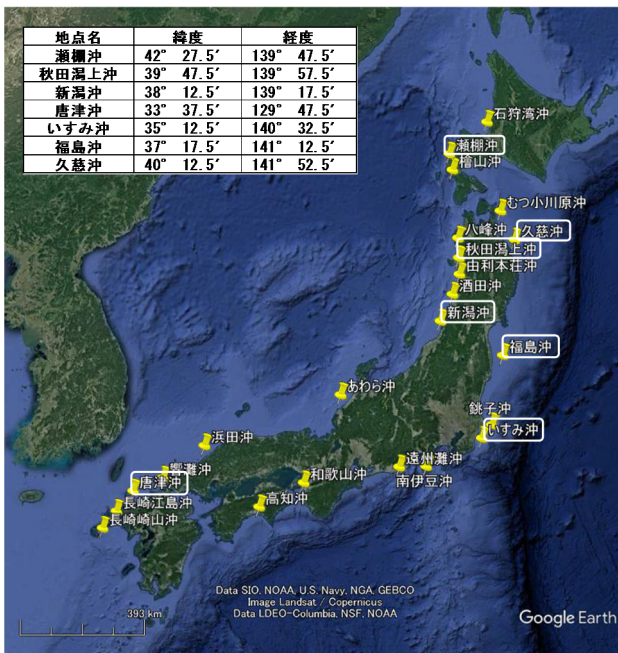 地点名 緯度 経度
瀬棚沖 42° 27.5′ 139° 47.5′
秋田潟上沖 39° 47.5′ 139° 57.5′
新潟沖 38° 12.5′ 139° 17.5′
唐津沖 33° 37.5′ 129° 47.5′
いすみ沖 35° 12.5′ 140° 32.5′
福島沖 37° 17.5′ 141° 12.5′
久慈沖 40° 12.5′ 141° 52.5′
石狩湾沖
瀬棚沖
檜山沖
むつ小川原沖
八峰沖 久慈沖
秋田潟上沖
由利本荘沖
酒田沖
新潟沖
福島沖
あわら沖
銚子沖
いすみ沖
浜田沖
遠州灘沖
響灘沖
和歌山沖
南伊豆沖
唐津沖
高知沖
長崎江島沖
長崎崎山沖
Data SIO, NOAA, U.S. Navy, NGA, GEBCO
Image Landsat / Copernicus
Data LDEO-Columbia, NSF, NOAA
393 km
Google Earth